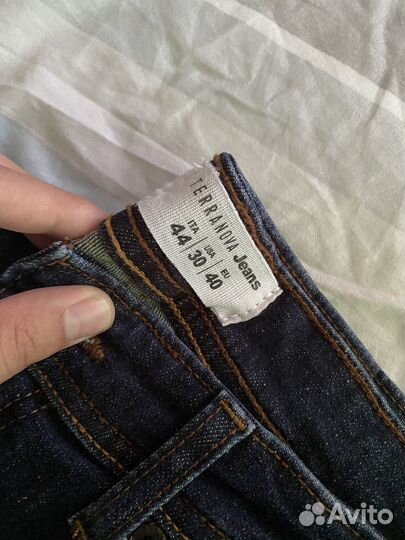 TERRANOVA Jeans
ITA USA EU
44 30 40
Avito